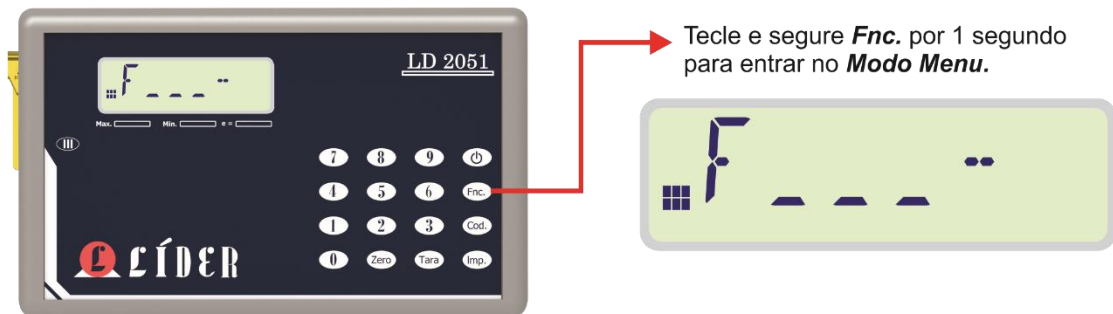 LD 2051
F _ _ _ --
Max. Min. e =
III
7 8 9
4 5 6 Fnc.
1 2 3 Cod.
0 Zero Tara Imp.
L LÍDER
Tecle e segure Fnc. por 1 segundo
para entrar no Modo Menu.
F _ _ _ --